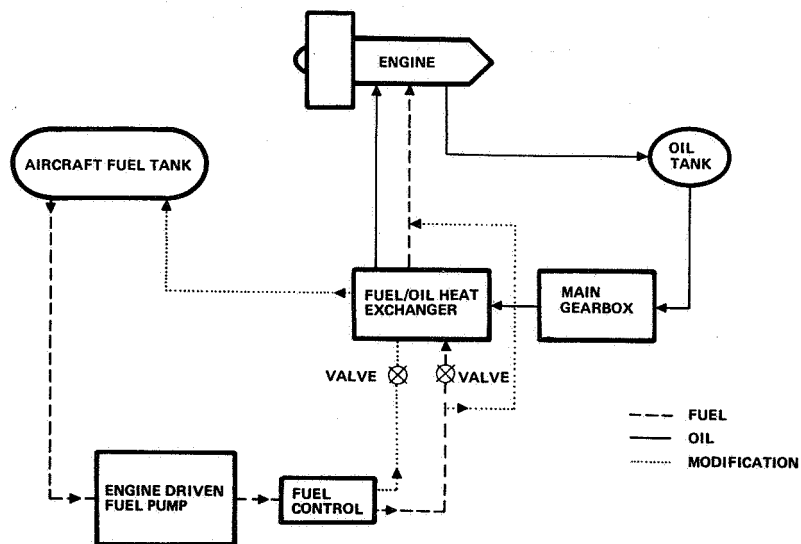 ENGINE
AIRCRAFT FUEL TANK
OIL
TANK
FUEL/OIL HEAT
EXCHANGER
MAIN
GEARBOX
VALVE
VALVE
FUEL
OIL
MODIFICATION
ENGINE DRIVEN
FUEL PUMP
FUEL
CONTROL